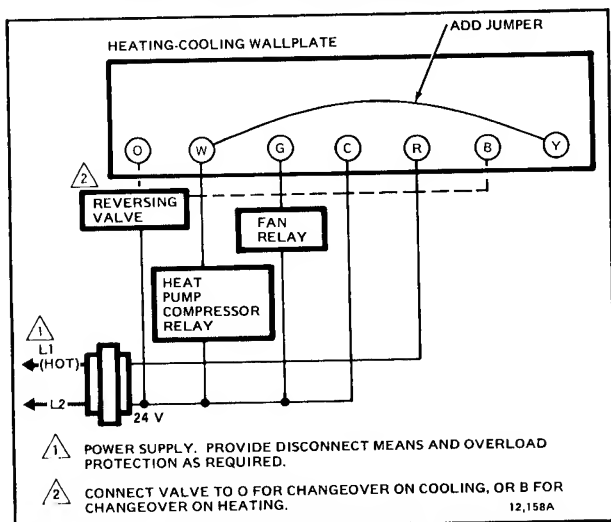 ADD JUMPER
HEATING-COOLING WALLPLATE
O W G C R B Y
2
REVERSING
VALVE
FAN
RELAY
HEAT
PUMP
COMPRESSOR
RELAY
1
L1
(HOT)
L2
24 V
1 POWER SUPPLY. PROVIDE DISCONNECT MEANS AND OVERLOAD
PROTECTION AS REQUIRED.
2 CONNECT VALVE TO O FOR CHANGEOVER ON COOLING, OR B FOR
CHANGEOVER ON HEATING.
12,158A